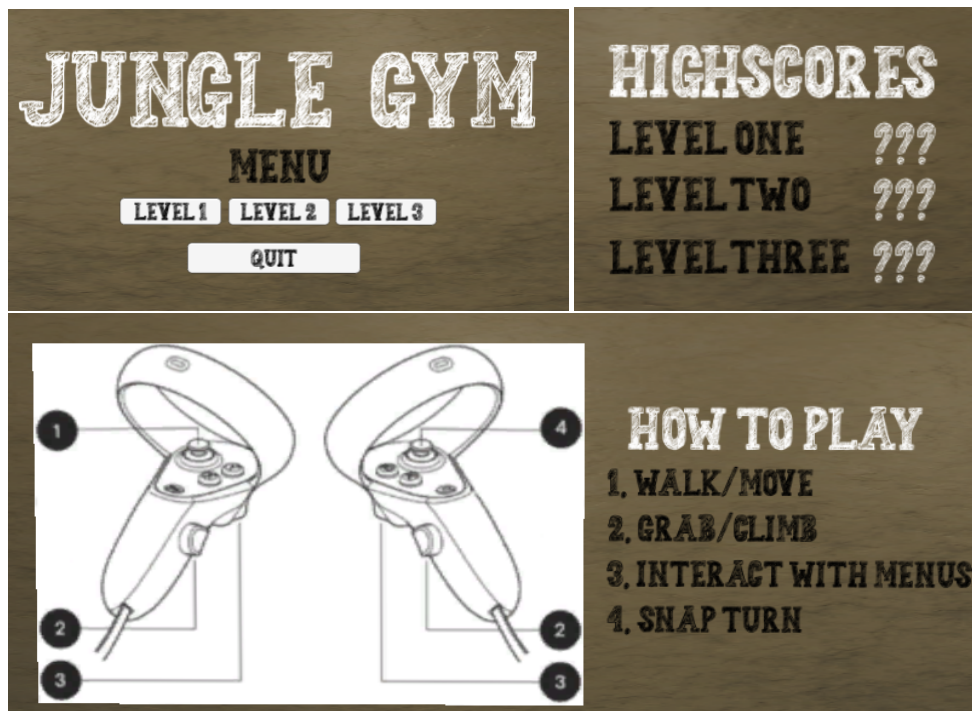 JUNGLE GYM
MENU
LEVEL 1 LEVEL 2 LEVEL 3
QUIT
HIGHSCORES
LEVEL ONE ???
LEVEL TWO ???
LEVEL THREE ???
1 4
2 2
3 3
HOW TO PLAY
1. WALK/MOVE
2. GRAB/CLIMB
3. INTERACT WITH MENUS
4. SNAP TURN